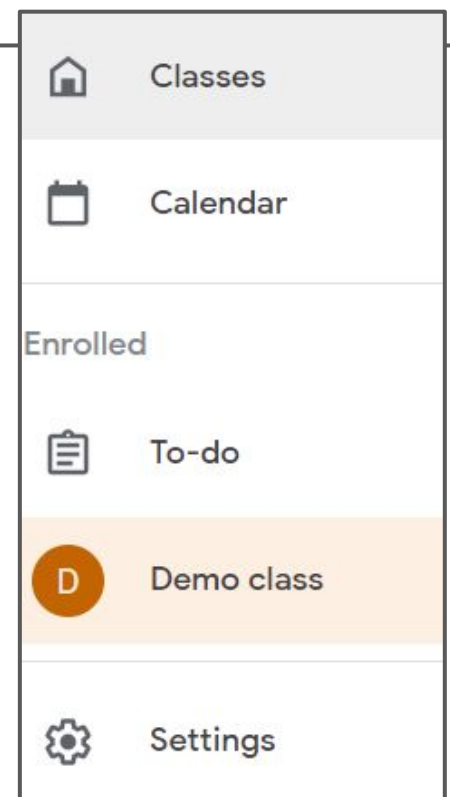 Classes
Calendar
Enrolled
To-do
D Demo class
Settings